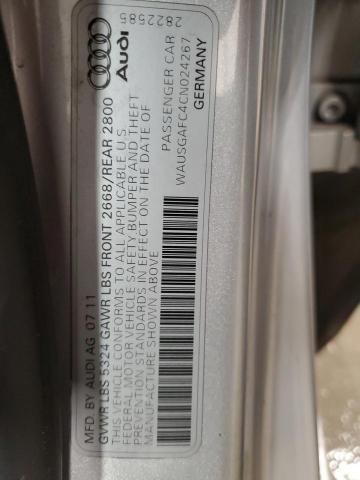 MFD BY AUDI AG 07 11
GVWR LBS 5324 GAWR LBS FRONT 2668/REAR 2800
THIS VEHICLE CONFORMS TO ALL APPLICABLE U S
FEDERAL MOTOR VEHICLE SAFETY BUMPER AND THEFT
PREVENTION STANDARDS IN EFFECT ON THE DATE OF
MANUFACTURE SHOWN ABOVE
Audi
2822585
PASSENGER CAR
WAUSGAFC4CN024267
GERMANY